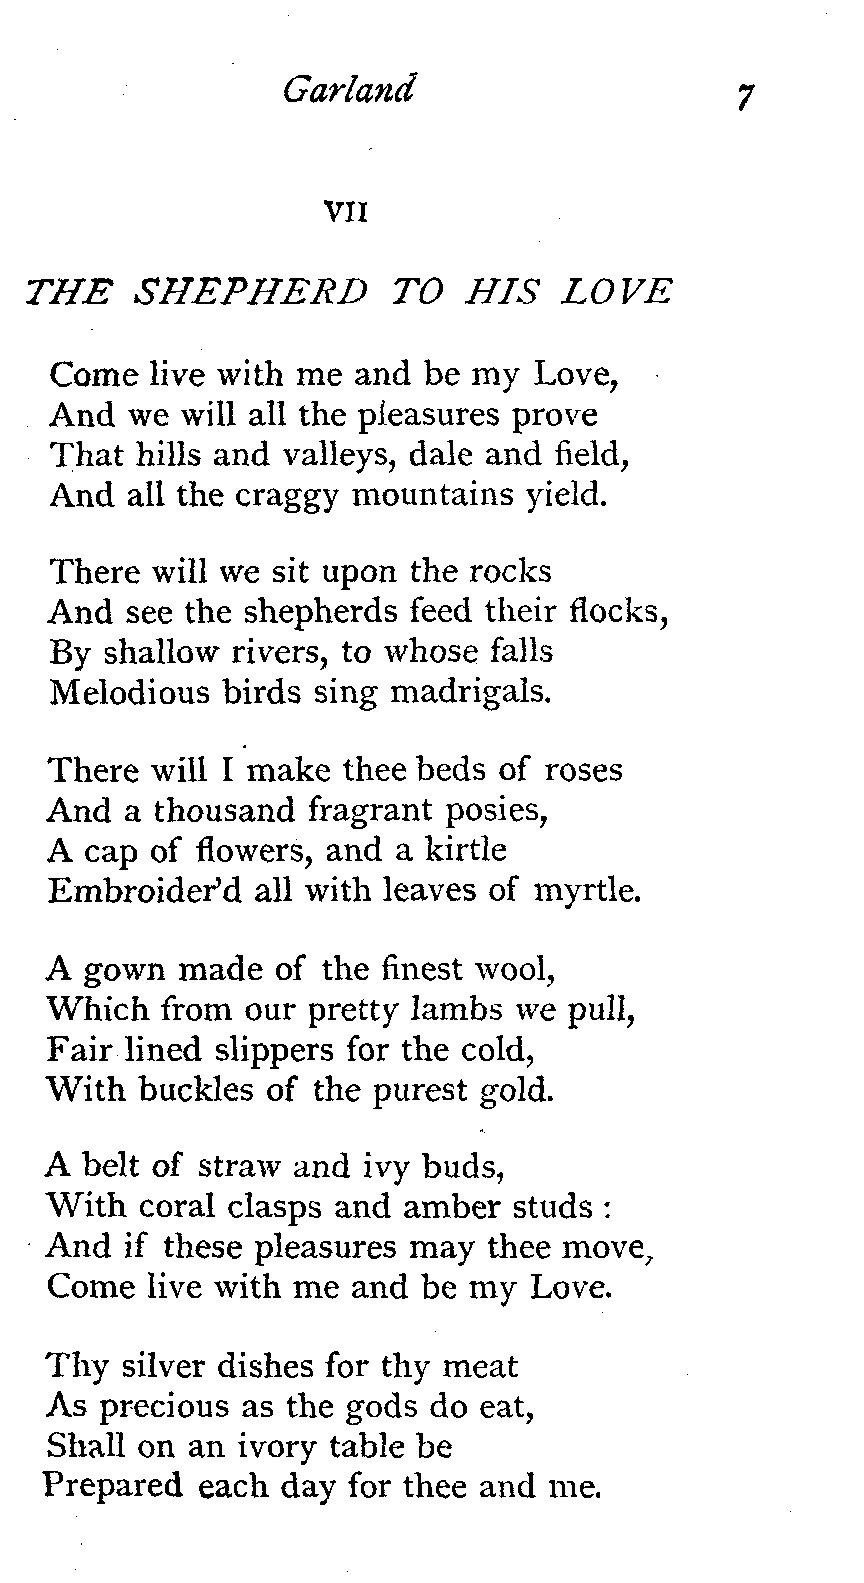 Garland 7
VII
THE SHEPHERD TO HIS LOVE
Come live with me and be my Love,
And we will all the pleasures prove
That hills and valleys, dale and field,
And all the craggy mountains yield.
There will we sit upon the rocks
And see the shepherds feed their flocks,
By shallow rivers, to whose falls
Melodious birds sing madrigals.
There will I make thee beds of roses
And a thousand fragrant posies,
A cap of flowers, and a kirtle
Embroider'd all with leaves of myrtle.
A gown made of the finest wool,
Which from our pretty lambs we pull,
Fair lined slippers for the cold,
With buckles of the purest gold.
A belt of straw and ivy buds,
With coral clasps and amber studs :
And if these pleasures may thee move,
Come live with me and be my Love.
Thy silver dishes for thy meat
As precious as the gods do eat,
Shall on an ivory table be
Prepared each day for thee and me.